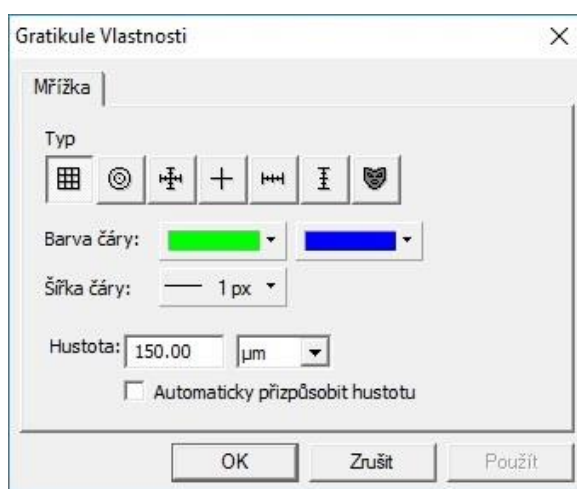 Gratikule Vlastnosti
Mřížka
Typ
Barva čáry:
Šířka čáry: 1 px
Hustota: 150.00 µm
Automaticky přizpůsobit hustotu
OK Zrušit Použít